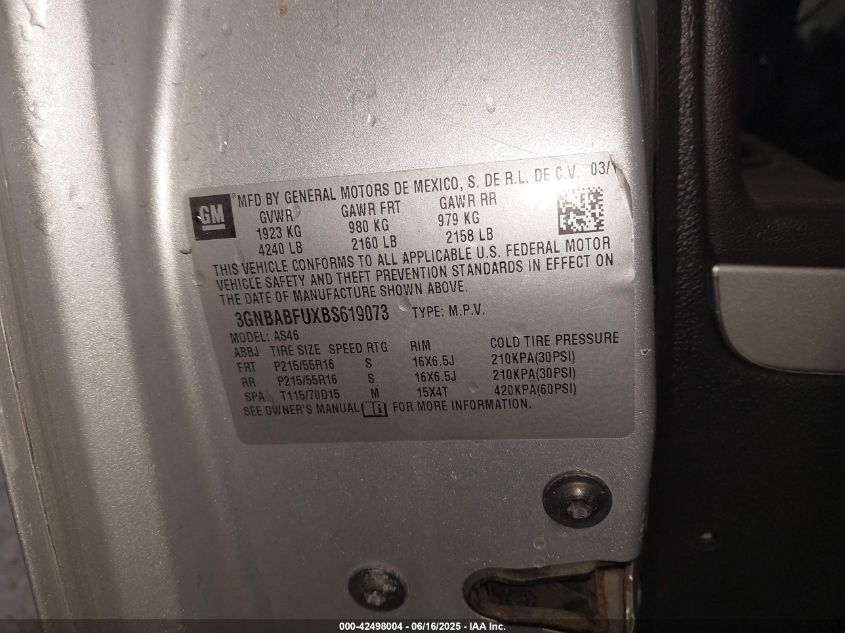 GM
® MFD BY GENERAL MOTORS DE MEXICO, S. DE R.L. DE C.V. 03/1
GVWR GAWR FRT GAWR RR
1923 KG 980 KG 979 KG
4240 LB 2160 LB 2158 LB
THIS VEHICLE CONFORMS TO ALL APPLICABLE U.S. FEDERAL MOTOR
VEHICLE SAFETY AND THEFT PREVENTION STANDARDS IN EFFECT ON
THE DATE OF MANUFACTURE SHOWN ABOVE.
3GNBABFUXBS619073 TYPE: M.P.V.
MODEL: AS46
ABBJ TIRE SIZE SPEED RTG RIM COLD TIRE PRESSURE
FRT P215/55R16 S 16X6.5J 210KPA(30PSI)
RR P215/55R16 S 16X6.5J 210KPA(30PSI)
SPA T115/70D15 M 15X4T 420KPA(60PSI)
SEE OWNER'S MANUAL FOR MORE INFORMATION.
000-42498004 - 06/16/2025 - IAA Inc.